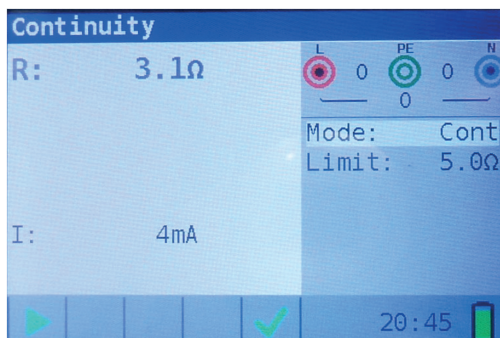 Continuity
L PE N
R: 3.1Ω
0 0
0
Mode: Cont
Limit: 5.0Ω
I: 4mA
20:45